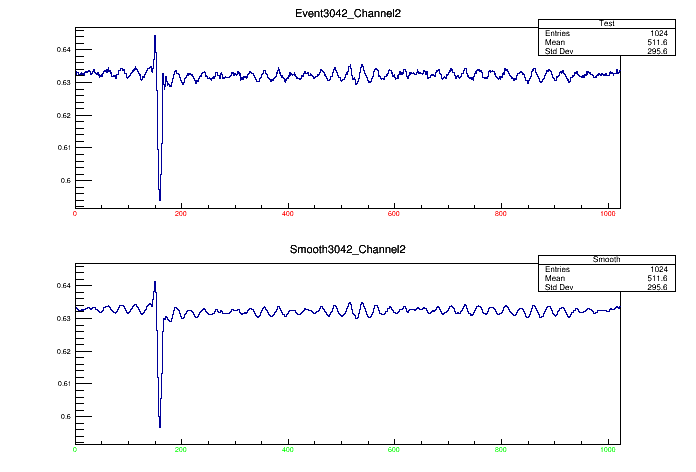 Event3042_Channel2
Test
Entries 1024
Mean 511.6
Std Dev 295.6
0.64
0.63
0.62
0.61
0.6
0 200 400 600 800 1000
Smooth3042_Channel2
Smooth
Entries 1024
Mean 511.6
Std Dev 295.6
0.64
0.63
0.62
0.61
0.6
0 200 400 600 800 1000